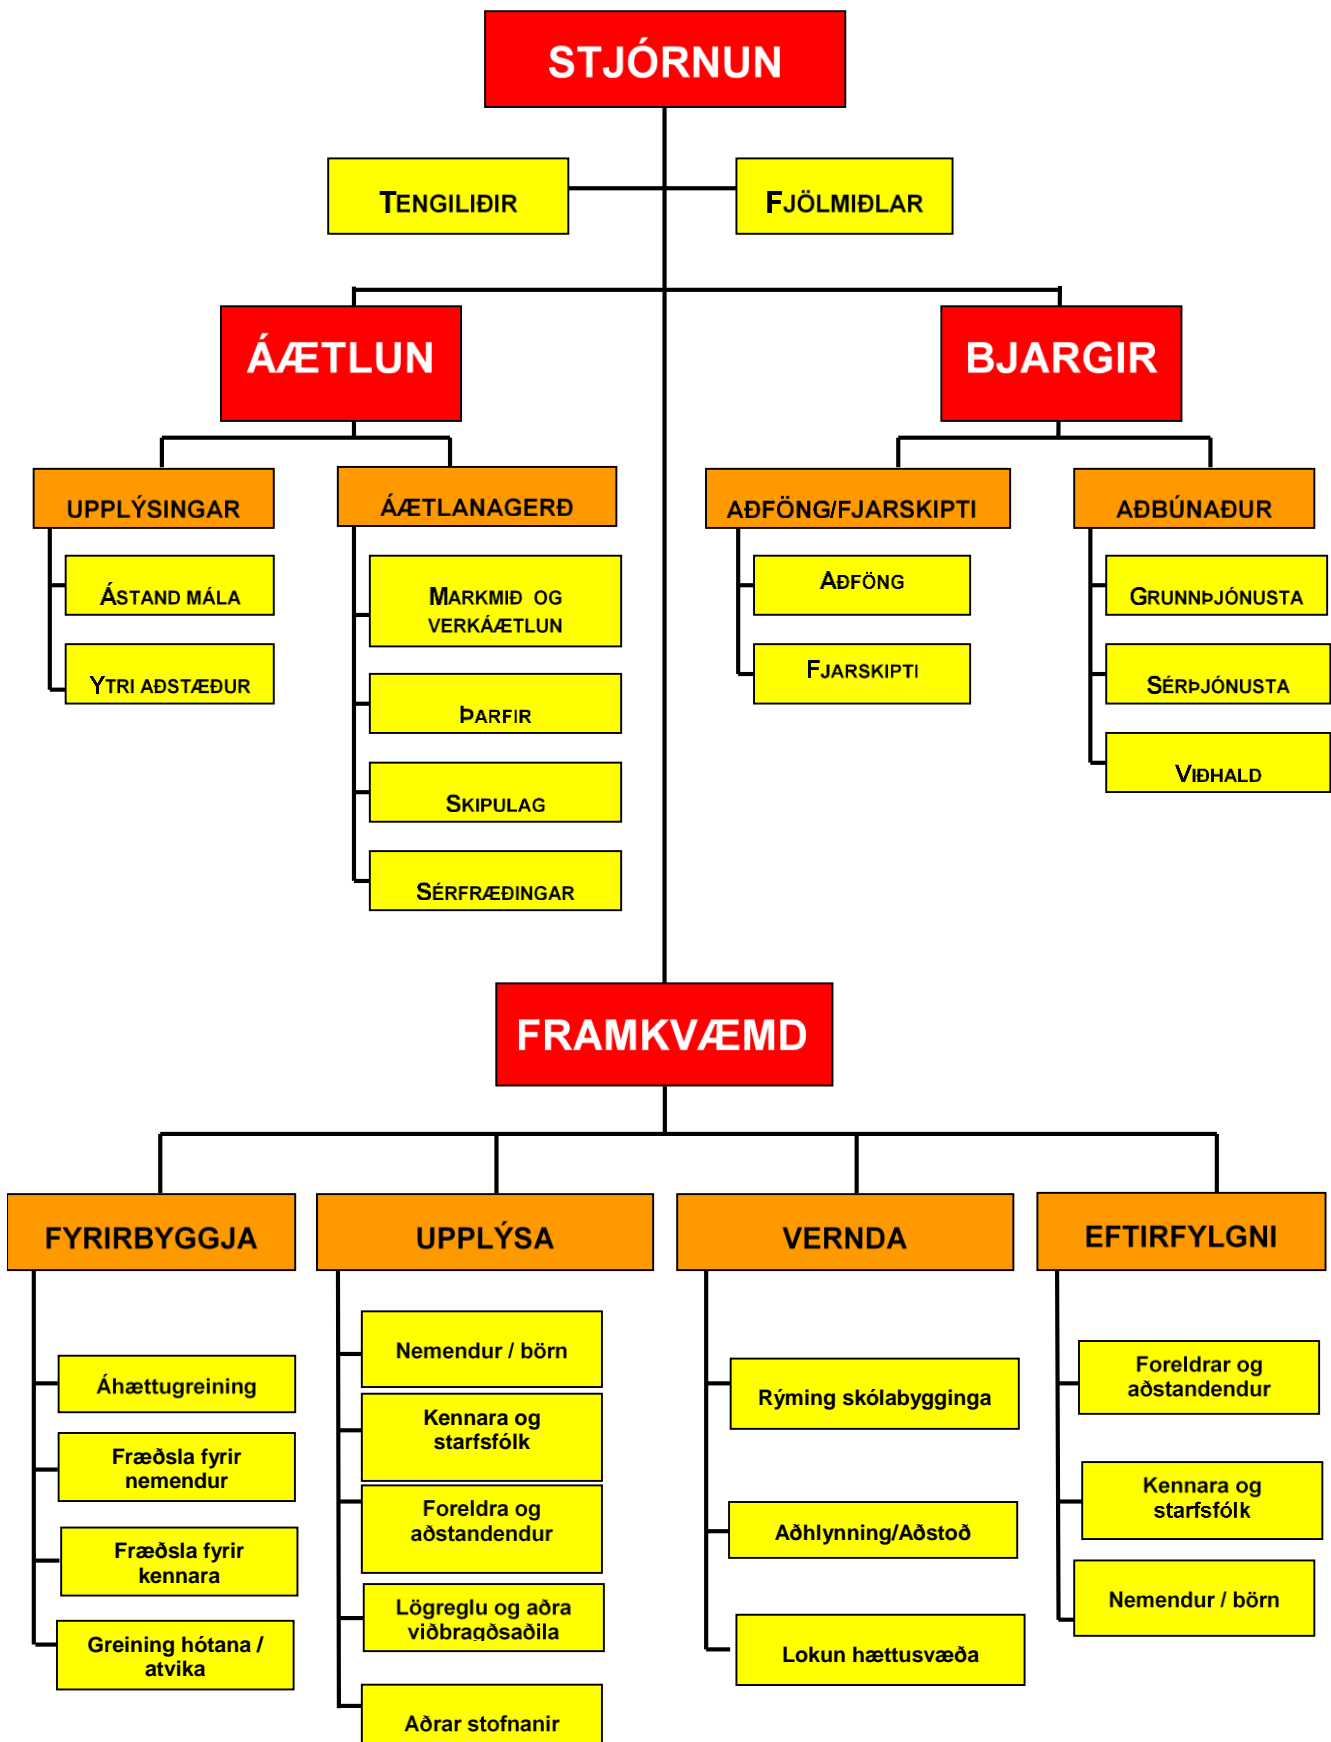 STJÓRNUN
TENGILIÐIR
FJÖLMIÐLAR
ÁÆTLUN
BJARGIR
UPPLÝSINGAR
ÁÆTLANAGERÐ
AÐFÖNG/FJARSKIPTI
AÐBÚNAÐUR
ÁSTAND MÁLA
YTRI AÐSTÆÐUR
MARKMIÐ OG
VERKÁÆTLUN
ÞARFIR
SKIPULAG
SÉRFRÆÐINGAR
AÐFÖNG
FJARSKIPTI
GRUNNÞJÓNUSTA
SÉRÞJÓNUSTA
VIÐHALD
FRAMKVÆMD
FYRIRBYGGJA
UPPLÝSA
VERNDA
EFTIRFYLGNI
Áhættugreining
Fræðsla fyrir
nemendur
Fræðsla fyrir
kennara
Greining hótana /
atvika
Nemendur / börn
Kennara og
starfsfólk
Foreldra og
aðstandendur
Lögreglu og aðra
viðbragðsaðila
Aðrar stofnanir
Rýming skólabygginga
Aðhlynning/Aðstoð
Lokun hættusvæða
Foreldrar og
aðstandendur
Kennara og
starfsfólk
Nemendur / börn